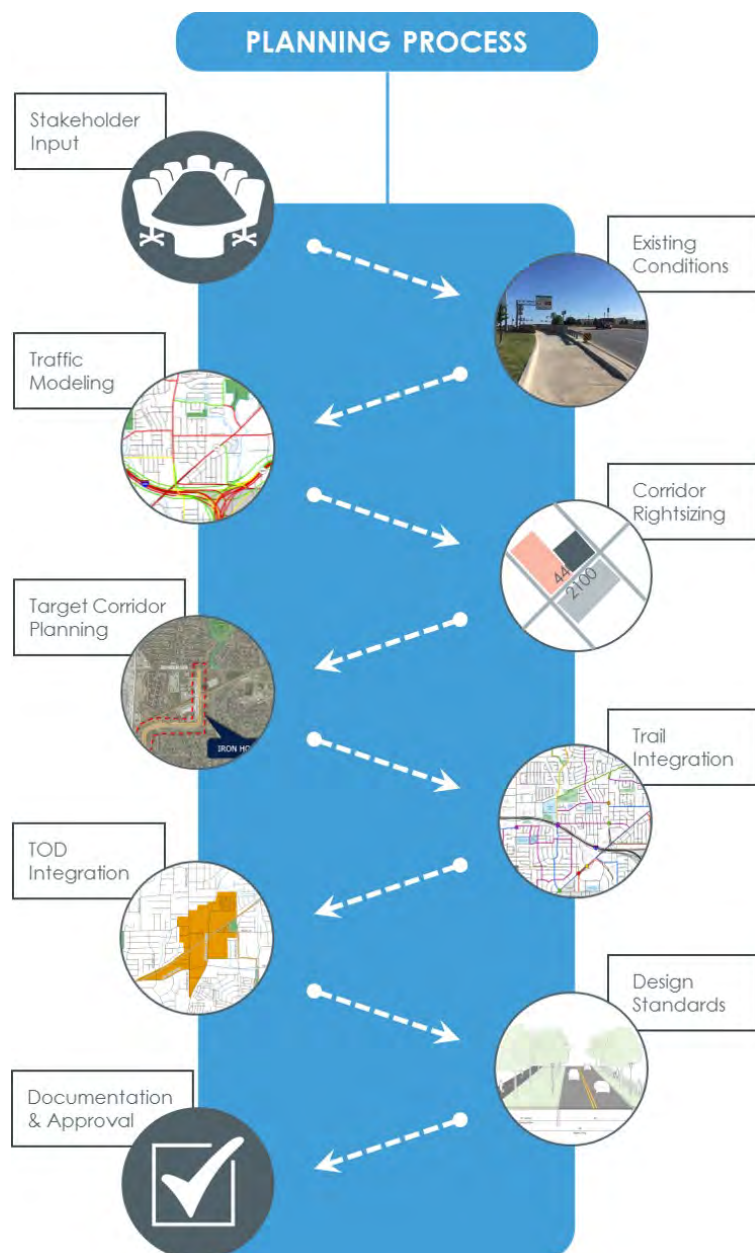 PLANNING PROCESS
Stakeholder
Input
Existing
Conditions
Traffic
Modeling
Corridor
Rightsizing
44
2100
Target Corridor
Planning
IRON HO
Trail
Integration
TOD
Integration
Design
Standards
Documentation
& Approval